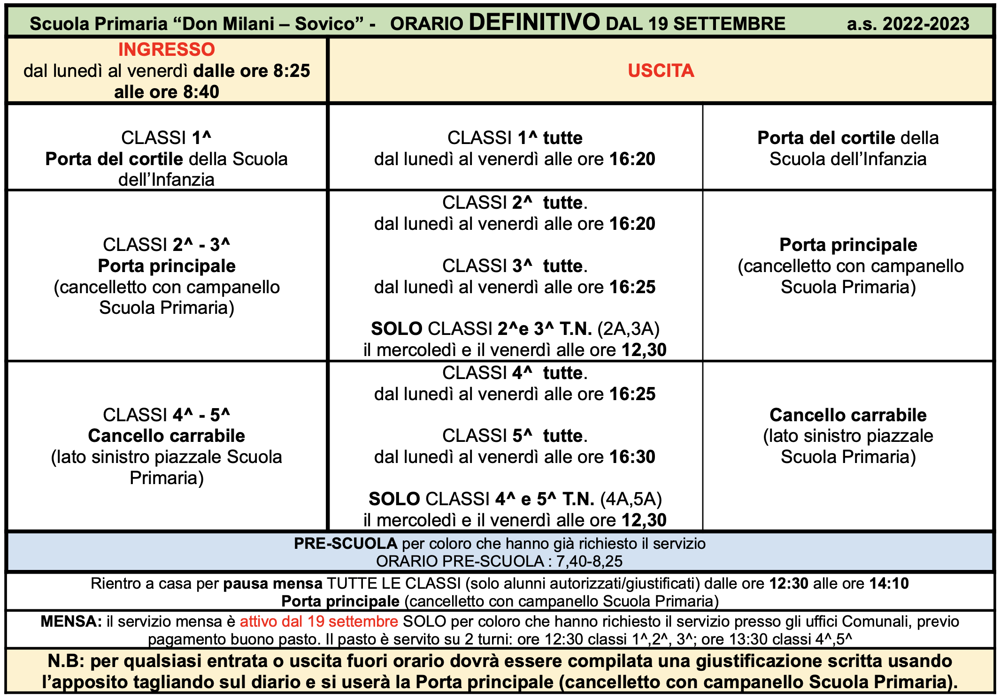 Scuola Primaria “Don Milani – Sovico” - ORARIO DEFINITIVO DAL 19 SETTEMBRE a.s. 2022-2023
INGRESSO
dal lunedì al venerdì dalle ore 8:25
alle ore 8:40
USCITA
CLASSI 1^
Porta del cortile della Scuola
dell’Infanzia
CLASSI 1^ tutte
dal lunedì al venerdì alle ore 16:20
Porta del cortile della
Scuola dell’Infanzia
CLASSI 2^ - 3^
Porta principale
(cancelletto con campanello
Scuola Primaria)
CLASSI 2^ tutte.
dal lunedì al venerdì alle ore 16:20
CLASSI 3^ tutte.
dal lunedì al venerdì alle ore 16:25
SOLO CLASSI 2^e 3^ T.N. (2A,3A)
il mercoledì e il venerdì alle ore 12,30
Porta principale
(cancelletto con campanello
Scuola Primaria)
CLASSI 4^ - 5^
Cancello carrabile
(lato sinistro piazzale Scuola
Primaria)
CLASSI 4^ tutte.
dal lunedì al venerdì alle ore 16:25
CLASSI 5^ tutte.
dal lunedì al venerdì alle ore 16:30
SOLO CLASSI 4^ e 5^ T.N. (4A,5A)
il mercoledì e il venerdì alle ore 12,30
Cancello carrabile
(lato sinistro piazzale
Scuola Primaria)
PRE-SCUOLA per coloro che hanno già richiesto il servizio
ORARIO PRE-SCUOLA : 7,40-8,25
Rientro a casa per pausa mensa TUTTE LE CLASSI (solo alunni autorizzati/giustificati) dalle ore 12:30 alle ore 14:10
Porta principale (cancelletto con campanello Scuola Primaria)
MENSA: il servizio mensa è attivo dal 19 settembre SOLO per coloro che hanno richiesto il servizio presso gli uffici Comunali, previo
pagamento buono pasto. Il pasto è servito su 2 turni: ore 12:30 classi 1^,2^, 3^; ore 13:30 classi 4^,5^
N.B: per qualsiasi entrata o uscita fuori orario dovrà essere compilata una giustificazione scritta usando
l’apposito tagliando sul diario e si userà la Porta principale (cancelletto con campanello Scuola Primaria).